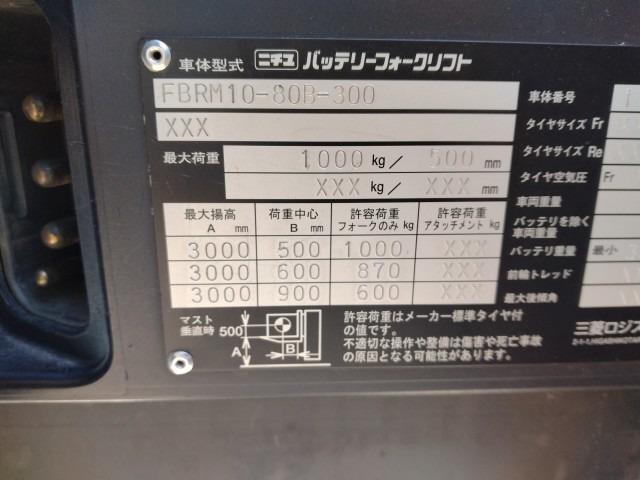 車体型式 ニチユ バッテリーフォークリフト
FBRM10-80B-300
XXX
最大荷重 1000 kg／ 500 mm
XXX kg／ XXX mm
最大揚高 A mm 荷重中心 B mm 許容荷重 フォークのみ kg 許容荷重 アタッチメント kg
3000 500 1000 XXX
3000 600 870 XXX
3000 900 600 XXX
マスト垂直時 500 A B
許容荷重はメーカー標準タイヤ付
の値です。
不適切な操作や整備は傷害や死亡事故
の原因となる可能性があります。
車体番号
タイヤサイズ Fr
タイヤサイズ Re
タイヤ空気圧 Fr
車両重量
バッテリを除く
車両重量
バッテリ重量 最小
前輪トレッド
最大後傾角
三菱ロジス